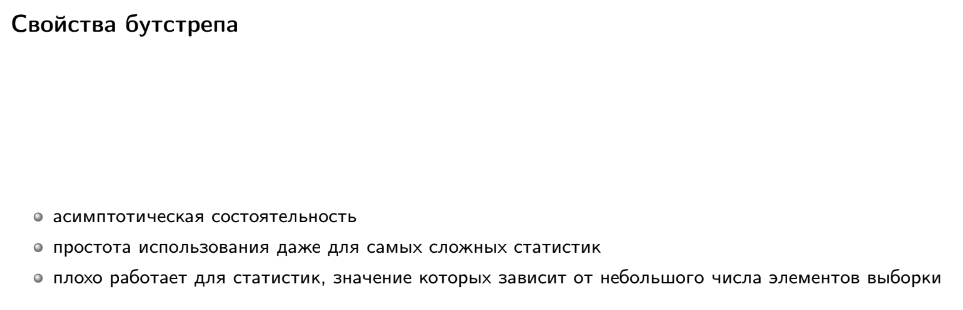 Свойства бутстрепа
асимптотическая состоятельность
простота использования даже для самых сложных статистик
плохо работает для статистик, значение которых зависит от небольшого числа элементов выборки